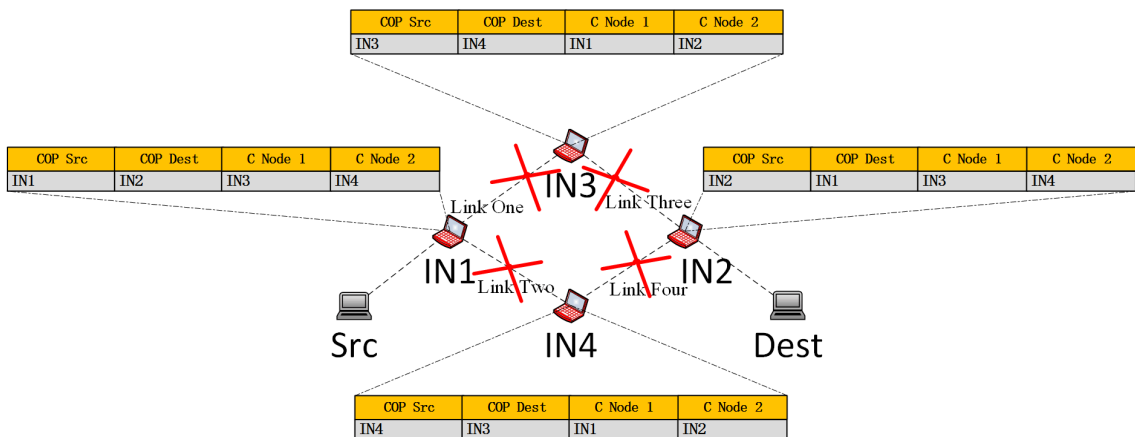 COP Src COP Dest C Node 1 C Node 2
IN3 IN4 IN1 IN2
COP Src COP Dest C Node 1 C Node 2
IN1 IN2 IN3 IN4
COP Src COP Dest C Node 1 C Node 2
IN2 IN1 IN3 IN4
IN3
Link One
Link Three
IN1
IN2
Link Two
Link Four
Src
IN4
Dest
COP Src COP Dest C Node 1 C Node 2
IN4 IN3 IN1 IN2